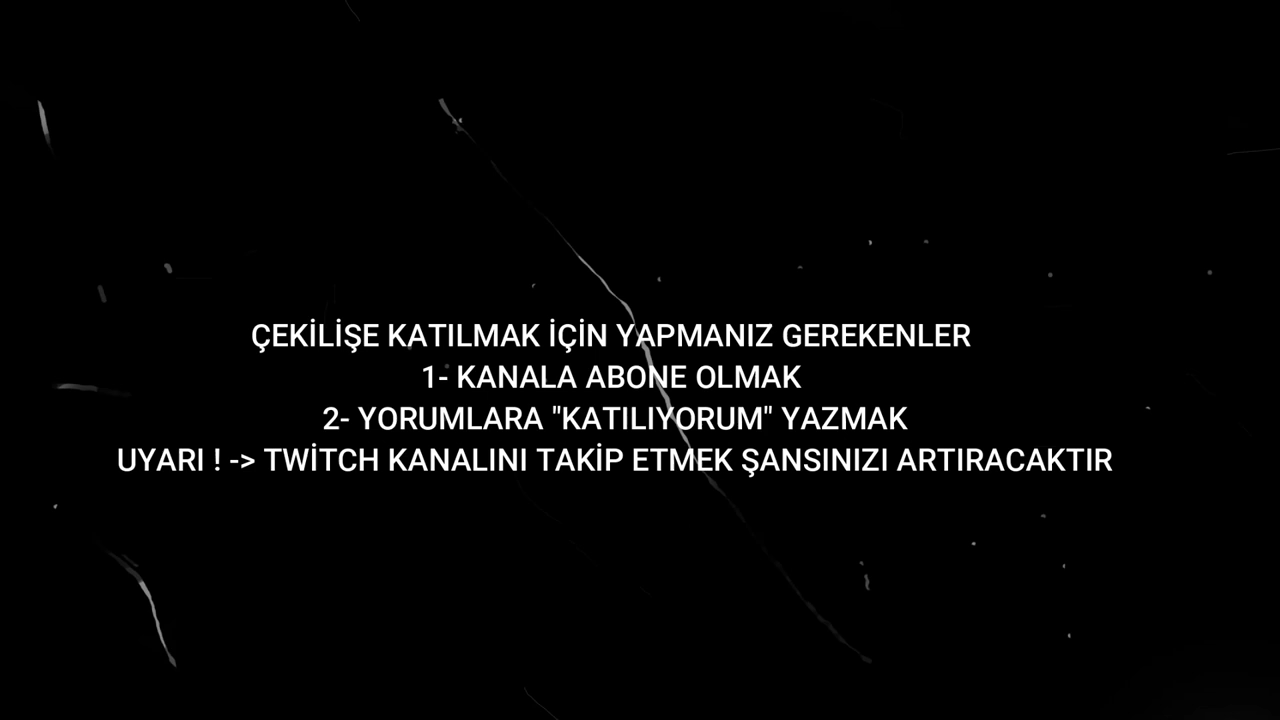 ÇEKİLİŞE KATILMAK İÇİN YAPMANIZ GEREKENLER
1- KANALA ABONE OLMAK
2- YORUMLARA "KATILIYORUM" YAZMAK
UYARI ! -> TWİTCH KANALINI TAKİP ETMEK ŞANSINIZI ARTIRACAKTIR